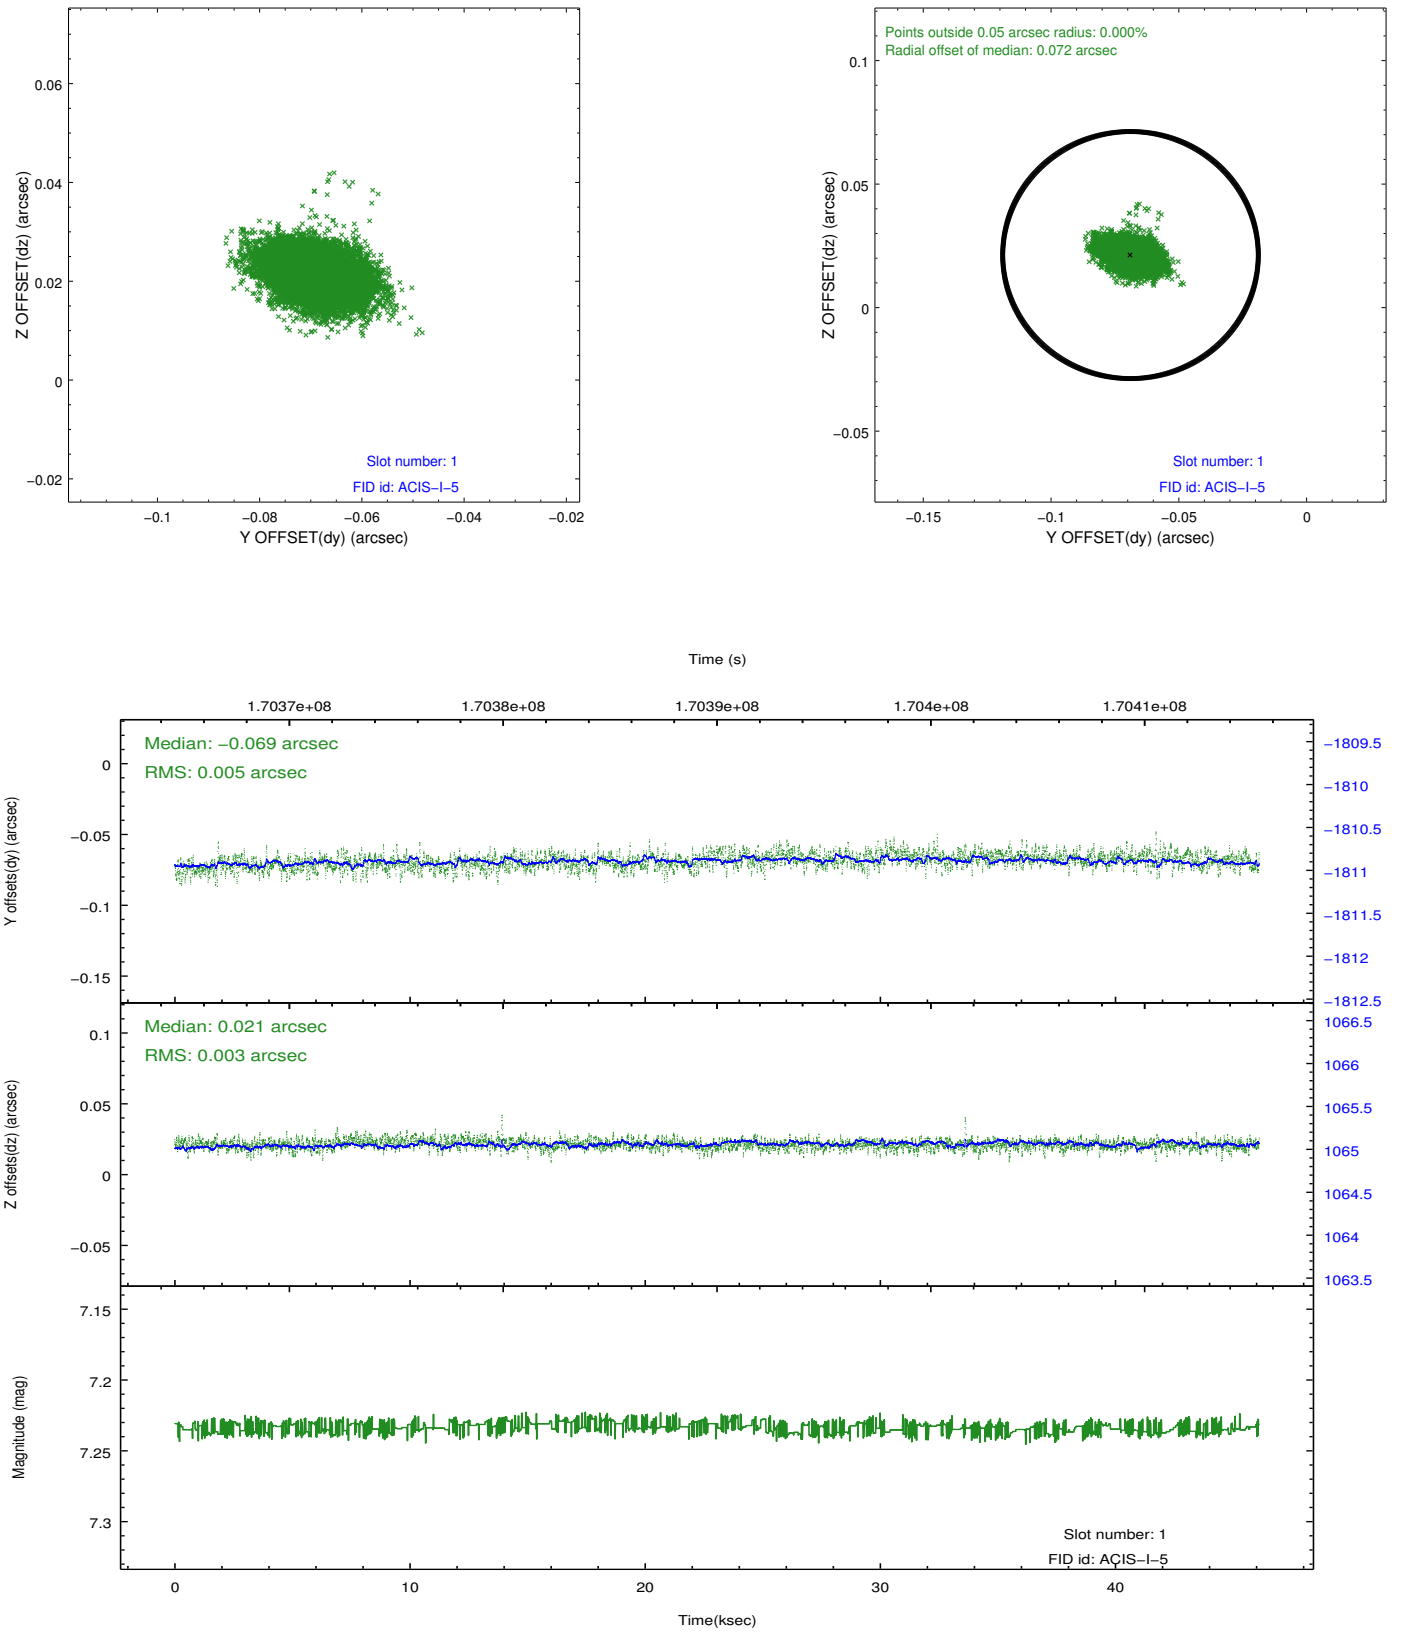 0.06
0.04
0.02
0
−0.02
−0.1
−0.08
−0.06
−0.04
−0.02
Z OFFSET(dz) (arcsec)
Y OFFSET(dy) (arcsec)
Slot number: 1
FID id: ACIS−I−5
Points outside 0.05 arcsec radius: 0.000%
Radial offset of median: 0.072 arcsec
0.1
0.05
0
−0.05
−0.15
−0.1
−0.05
0
Z OFFSET(dz) (arcsec)
Y OFFSET(dy) (arcsec)
Slot number: 1
FID id: ACIS−I−5
Time (s)
1.7037e+08
1.7038e+08
1.7039e+08
1.704e+08
1.7041e+08
Median: −0.069 arcsec
RMS: 0.005 arcsec
0
−0.05
−0.1
−0.15
Y offsets(dy) (arcsec)
−1809.5
−1810
−1810.5
−1811
−1811.5
−1812
−1812.5
Median: 0.021 arcsec
RMS: 0.003 arcsec
0.1
0.05
0
−0.05
Z offsets(dz) (arcsec)
1066.5
1066
1065.5
1065
1064.5
1064
1063.5
7.15
7.2
7.25
7.3
Magnitude (mag)
Slot number: 1
FID id: ACIS−I−5
0
10
20
30
40
Time(ksec)